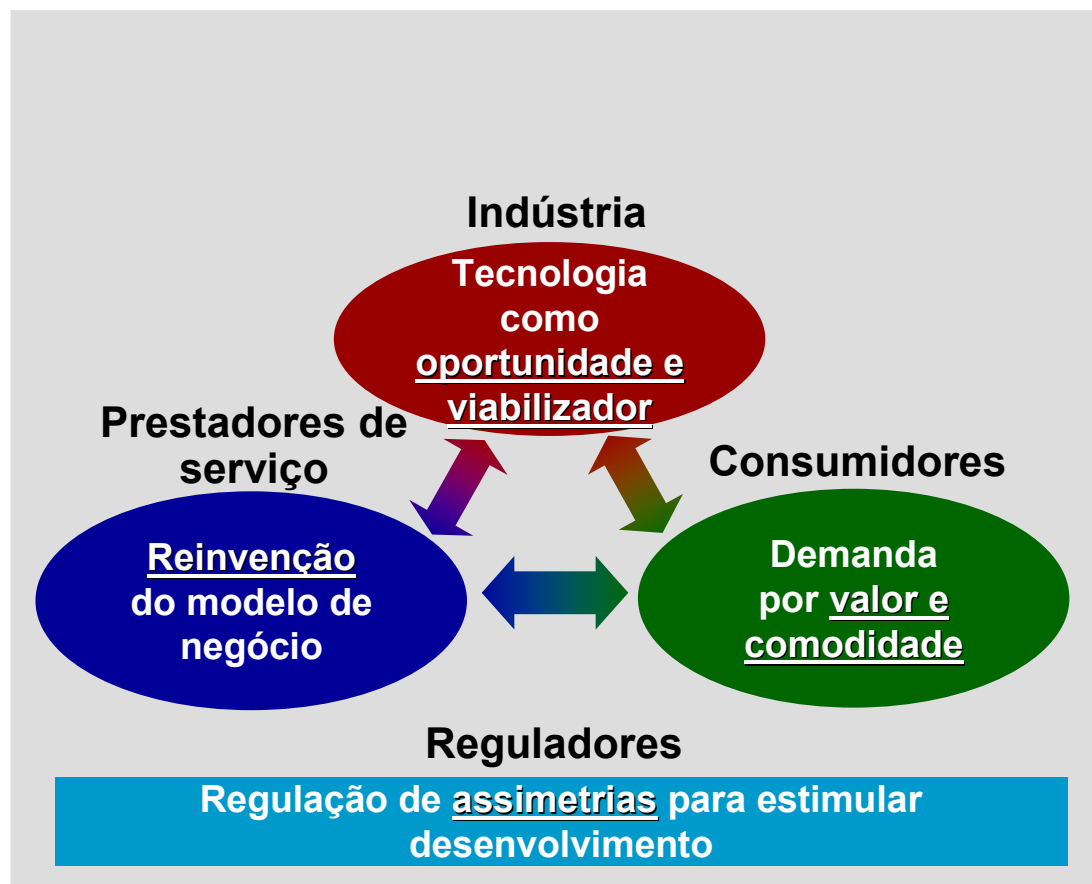 Indústria
Tecnologia
como
oportunidade e
viabilizador
Prestadores de
serviço
Reinvenção
do modelo de
negócio
Consumidores
Demanda
por valor e
comodidade
Reguladores
Regulação de assimetrias para estimular
desenvolvimento